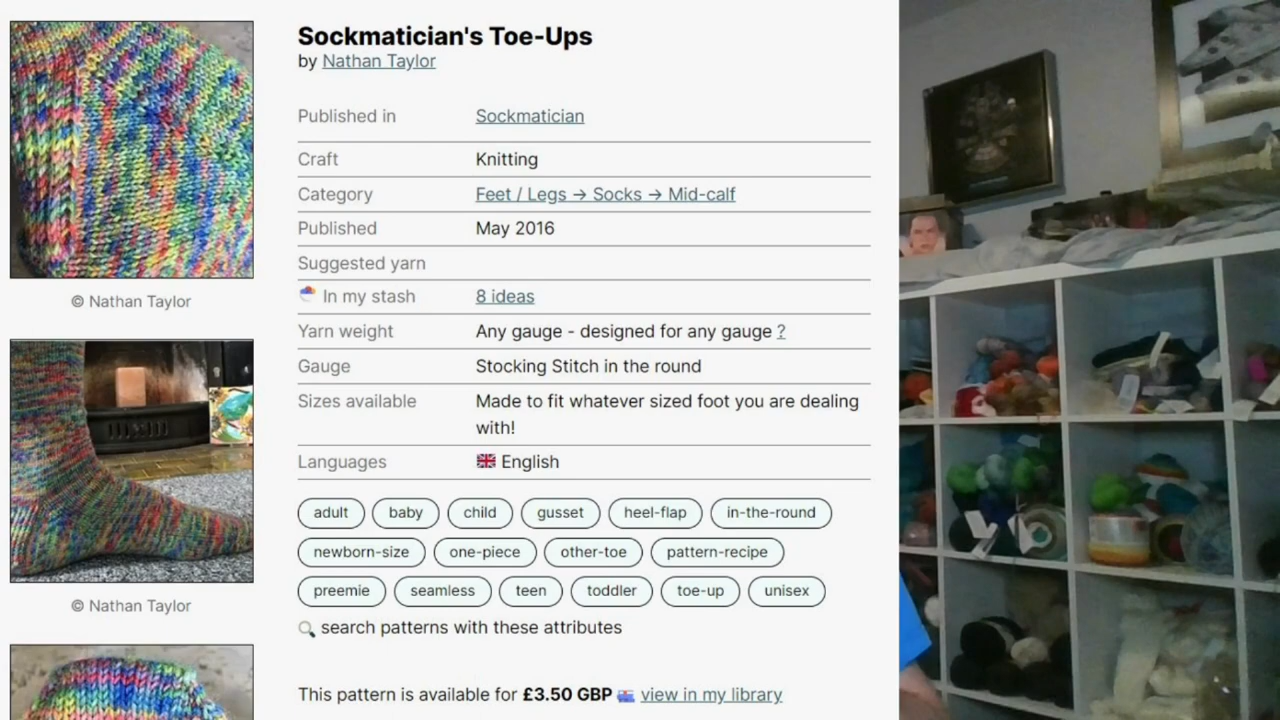 Sockmatician's Toe-Ups
by Nathan Taylor
Published in Sockmatician
Craft Knitting
Category Feet / Legs → Socks → Mid-calf
Published May 2016
Suggested yarn
In my stash 8 ideas
Yarn weight Any gauge - designed for any gauge ?
Gauge Stocking Stitch in the round
Sizes available Made to fit whatever sized foot you are dealing
with!
Languages English
adult baby child gusset heel-flap in-the-round
newborn-size one-piece other-toe pattern-recipe
preemie seamless teen toddler toe-up unisex
search patterns with these attributes
This pattern is available for £3.50 GBP view in my library
© Nathan Taylor
© Nathan Taylor